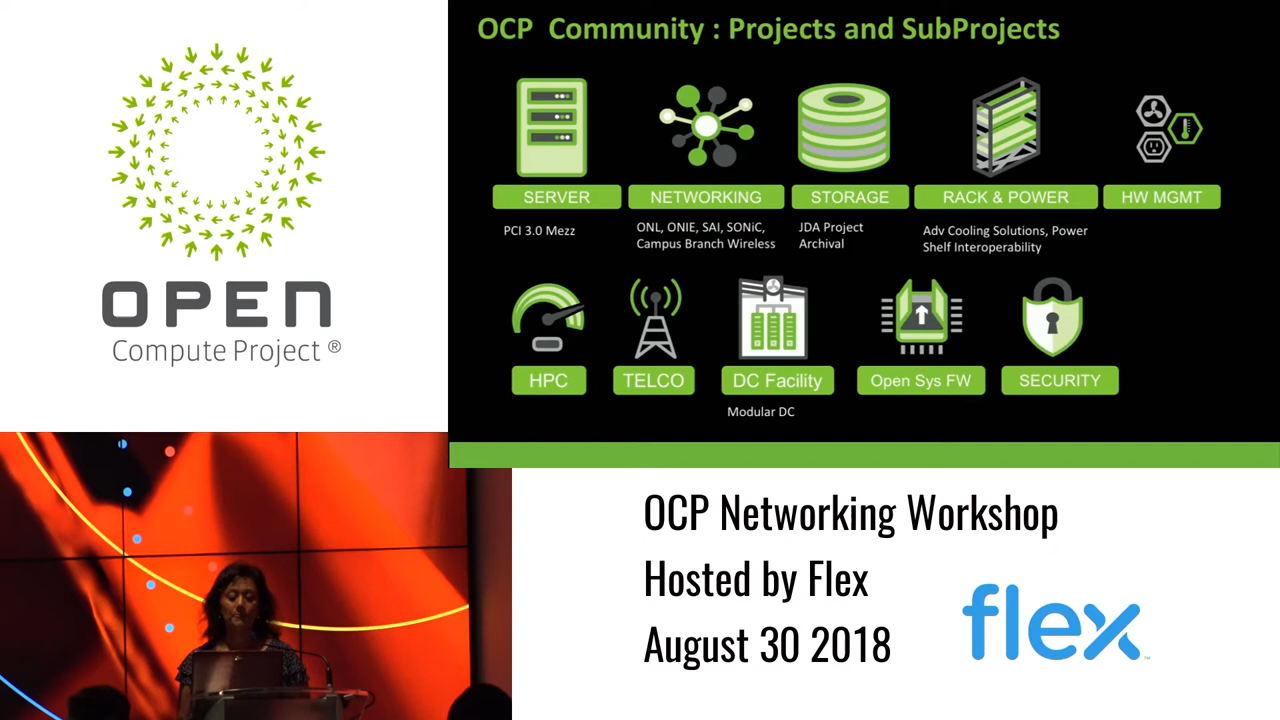 OPEN
Compute Project ®
OCP Community : Projects and SubProjects
SERVER
NETWORKING
STORAGE
RACK & POWER
HW MGMT
PCI 3.0 Mezz
ONL, ONIE, SAI, SONiC,
Campus Branch Wireless
JDA Project
Archival
Adv Cooling Solutions, Power
Shelf Interoperability
HPC
TELCO
DC Facility
Open Sys FW
SECURITY
Modular DC
OCP Networking Workshop
Hosted by Flex
August 30 2018
flex